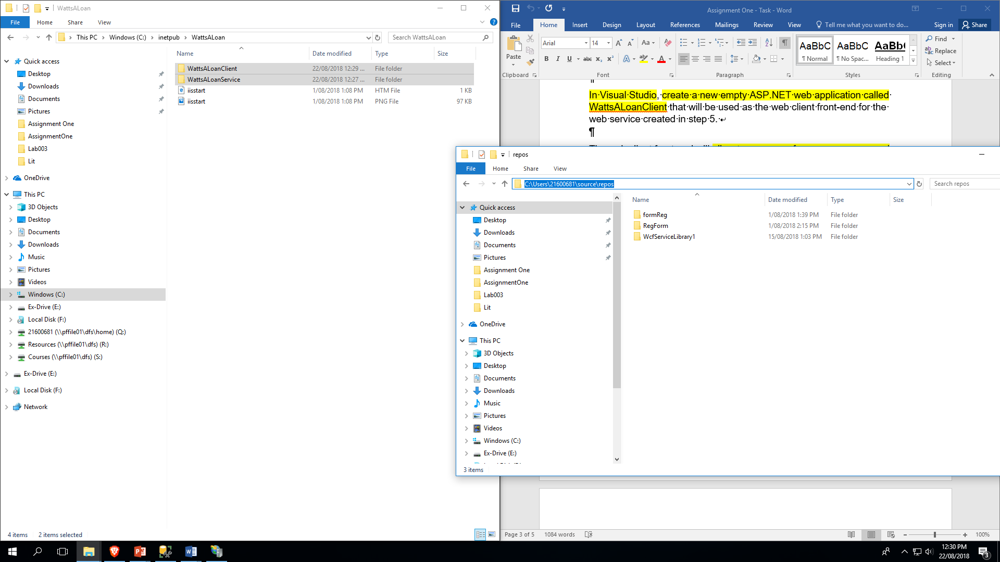 WattsALoan
File Home Share View
This PC Windows (C:) inetpub WattsALoan
Search WattsALoan
Name Date modified Type Size
WattsALoanClient 22/08/2018 12:29 ... File folder
WattsALoanService 22/08/2018 12:27 ... File folder
iisstart 1/08/2018 1:08 PM HTM File 1 KB
iisstart 1/08/2018 1:08 PM PNG File 97 KB
Quick access
Desktop
Downloads
Documents
Pictures
Assignment One
AssignmentOne
Lab003
Lit
OneDrive
This PC
3D Objects
Desktop
Documents
Downloads
Music
Pictures
Videos
Windows (C:)
Ex-Drive (E:)
Local Disk (F:)
21600681 (\\pffile01\dfs\home) (Q:)
Resources (\\pffile01\dfs) (R:)
Courses (\\pffile01\dfs) (S:)
Ex-Drive (E:)
Local Disk (F:)
Network
4 items 2 items selected
Assignment One - Task - Word
File Home Insert Design Layout References Mailings Review View Tell me what you want to do... Sign in Share
Paste
Arial 14
Aa
B I U abc x₂ x²
AaBbC AaBbC AaBb
¶ Normal ¶ No Spac... Heading 1
Find
Replace
Select
Clipboard Font Paragraph Styles Editing
¶
In·Visual·Studio,·create·a·new·empty·ASP.NET·web·application·called·
WattsALoanClient·that·will·be·used·as·the·web·client·front-end·for·the·
web·service·created·in·step·5.·↵
¶
repos
File Home Share View
C:\Users\21600681\source\repos
Search repos
Name Date modified Type Size
formReg 1/08/2018 1:39 PM File folder
RegForm 1/08/2018 2:15 PM File folder
WcfServiceLibrary1 15/08/2018 1:03 PM File folder
Quick access
Desktop
Downloads
Documents
Pictures
Assignment One
AssignmentOne
Lab003
Lit
OneDrive
This PC
3D Objects
Desktop
Documents
Downloads
Music
Pictures
Videos
Windows (C:)
Ex-Drive (E:)
3 items
Page 3 of 5 1084 words 100%
12:30 PM
22/08/2018
3